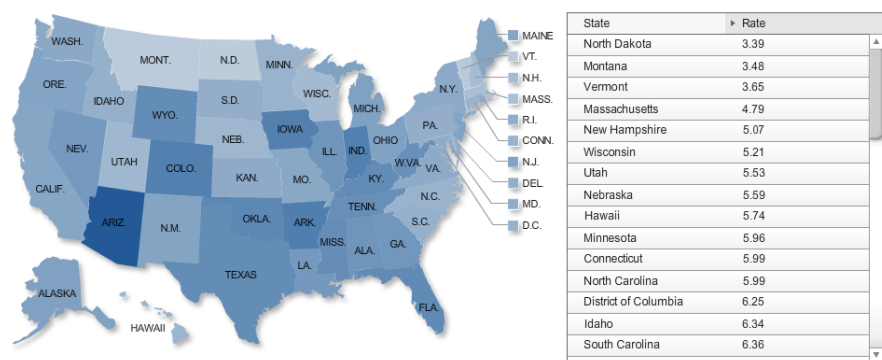 WASH.
MONT.
N.D.
MINN.
ORE.
IDAHO
WYO.
S.D.
WISC.
MICH.
N.Y.
NEV.
UTAH
COLO.
NEB.
IOWA
ILL.
IND.
OHIO
PA.
CALIF.
ARIZ.
N.M.
KAN.
MO.
KY.
W.VA.
VA.
OKLA.
ARK.
TENN.
N.C.
S.C.
TEXAS
LA.
MISS.
ALA.
GA.
FLA.
ALASKA
HAWAII
MAINE
VT.
N.H.
MASS.
R.I.
CONN.
N.J.
DEL
MD.
D.C.
State Rate
North Dakota 3.39
Montana 3.48
Vermont 3.65
Massachusetts 4.79
New Hampshire 5.07
Wisconsin 5.21
Utah 5.53
Nebraska 5.59
Hawaii 5.74
Minnesota 5.96
Connecticut 5.99
North Carolina 5.99
District of Columbia 6.25
Idaho 6.34
South Carolina 6.36